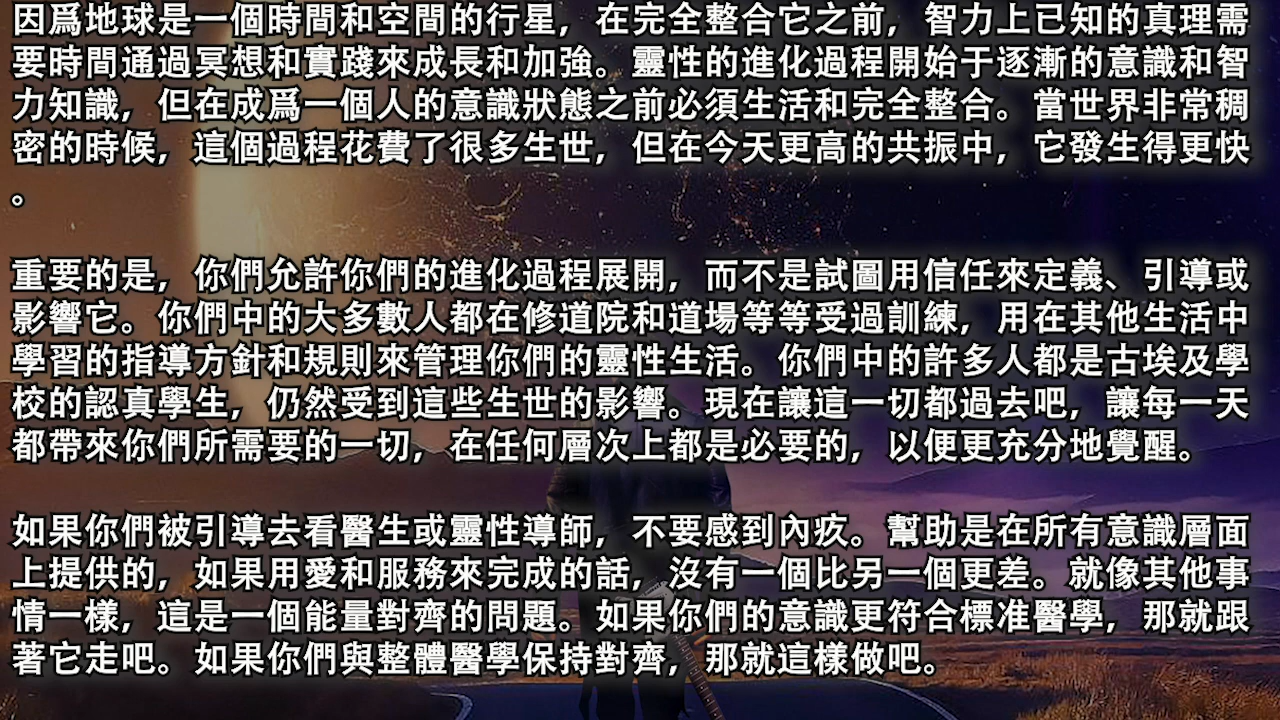 因爲地球是一個時間和空間的行星，在完全整合它之前，智力上已知的真理需
要時間通過冥想和實踐來成長和加強。靈性的進化過程開始于逐漸的意識和智
力知識，但在成爲一個人的意識狀態之前必須生活和完全整合。當世界非常稠
密的時候，這個過程花費了很多生世，但在今天更高的共振中，它發生得更快
。
重要的是，你們允許你們的進化過程展開，而不是試圖用信任來定義、引導或
影響它。你們中的大多數人都在修道院和道場等等受過訓練，用在其他生活中
學習的指導方針和規則來管理你們的靈性生活。你們中的許多人都是古埃及學
校的認真學生，仍然受到這些生世的影響。現在讓這一切都過去吧，讓每一天
都帶來你們所需要的一切，在任何層次上都是必要的，以便更充分地覺醒。
如果你們被引導去看醫生或靈性導師，不要感到內疚。幫助是在所有意識層面
上提供的，如果用愛和服務來完成的話，沒有一個比另一個更差。就像其他事
情一樣，這是一個能量對齊的問題。如果你們的意識更符合標准醫學，那就跟
著它走吧。如果你們與整體醫學保持對齊，那就這樣做吧。